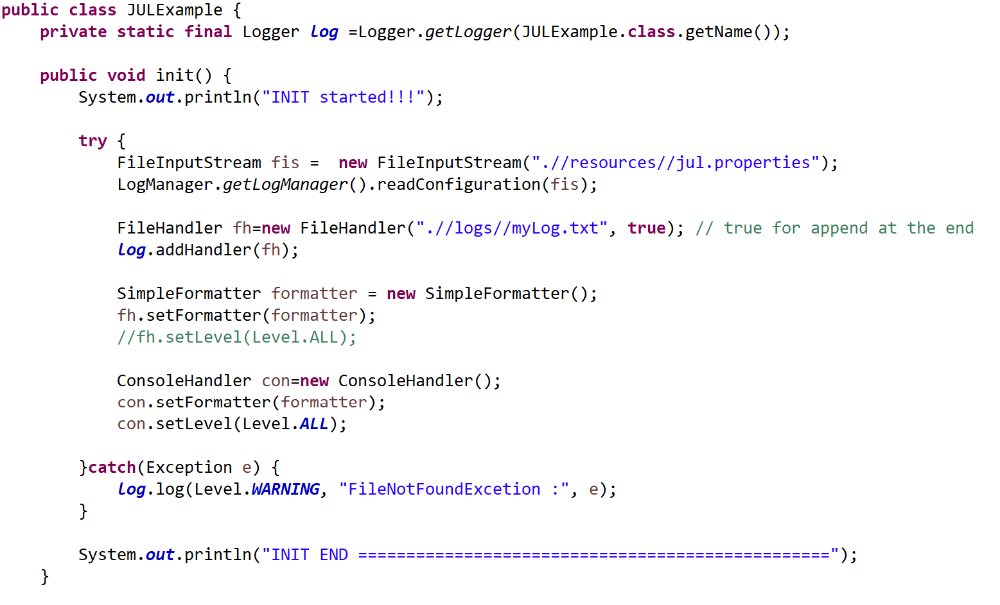 public class JULExample {
private static final Logger log =Logger.getLogger(JULExample.class.getName());
public void init() {
System.out.println("INIT started!!!");
try {
FileInputStream fis =  new FileInputStream(".//resources//jul.properties");
LogManager.getLogManager().readConfiguration(fis);
FileHandler fh=new FileHandler(".//logs//myLog.txt", true); // true for append at the end
log.addHandler(fh);
SimpleFormatter formatter = new SimpleFormatter();
fh.setFormatter(formatter);
//fh.setLevel(Level.ALL);
ConsoleHandler con=new ConsoleHandler();
con.setFormatter(formatter);
con.setLevel(Level.ALL);
}catch(Exception e) {
log.log(Level.WARNING, "FileNotFoundExcetion :", e);
}
System.out.println("INIT END =================================================");
}